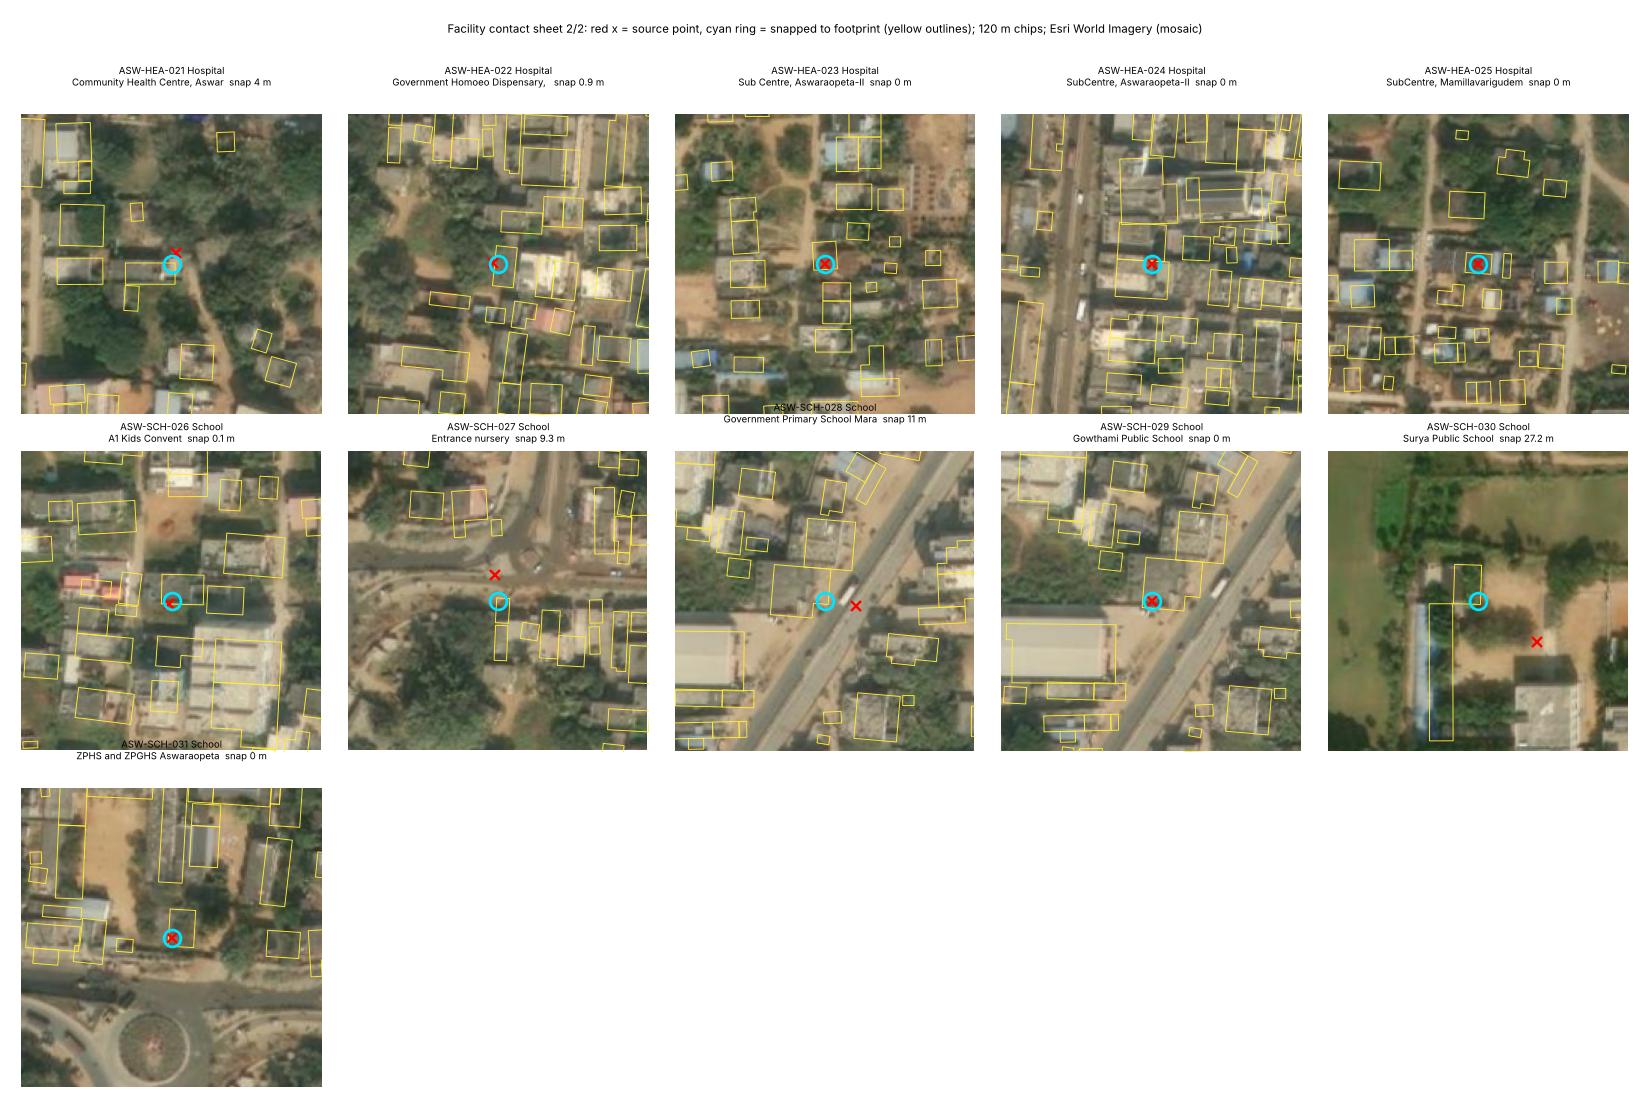 Facility contact sheet 2/2: red x = source point, cyan ring = snapped to footprint (yellow outlines); 120 m chips; Esri World Imagery (mosaic)
ASW-HEA-021 Hospital
Community Health Centre, Aswar  snap 4 m
ASW-HEA-022 Hospital
Government Homoeo Dispensary,   snap 0.9 m
ASW-HEA-023 Hospital
Sub Centre, Aswaraopeta-II  snap 0 m
ASW-HEA-024 Hospital
SubCentre, Aswaraopeta-II  snap 0 m
ASW-HEA-025 Hospital
SubCentre, Mamillavarigudem  snap 0 m
ASW-SCH-026 School
A1 Kids Convent  snap 0.1 m
ASW-SCH-027 School
Entrance nursery  snap 9.3 m
ASW-SCH-028 School
Government Primary School Mara  snap 11 m
ASW-SCH-029 School
Gowthami Public School  snap 0 m
ASW-SCH-030 School
Surya Public School  snap 27.2 m
ASW-SCH-031 School
ZPHS and ZPGHS Aswaraopeta  snap 0 m